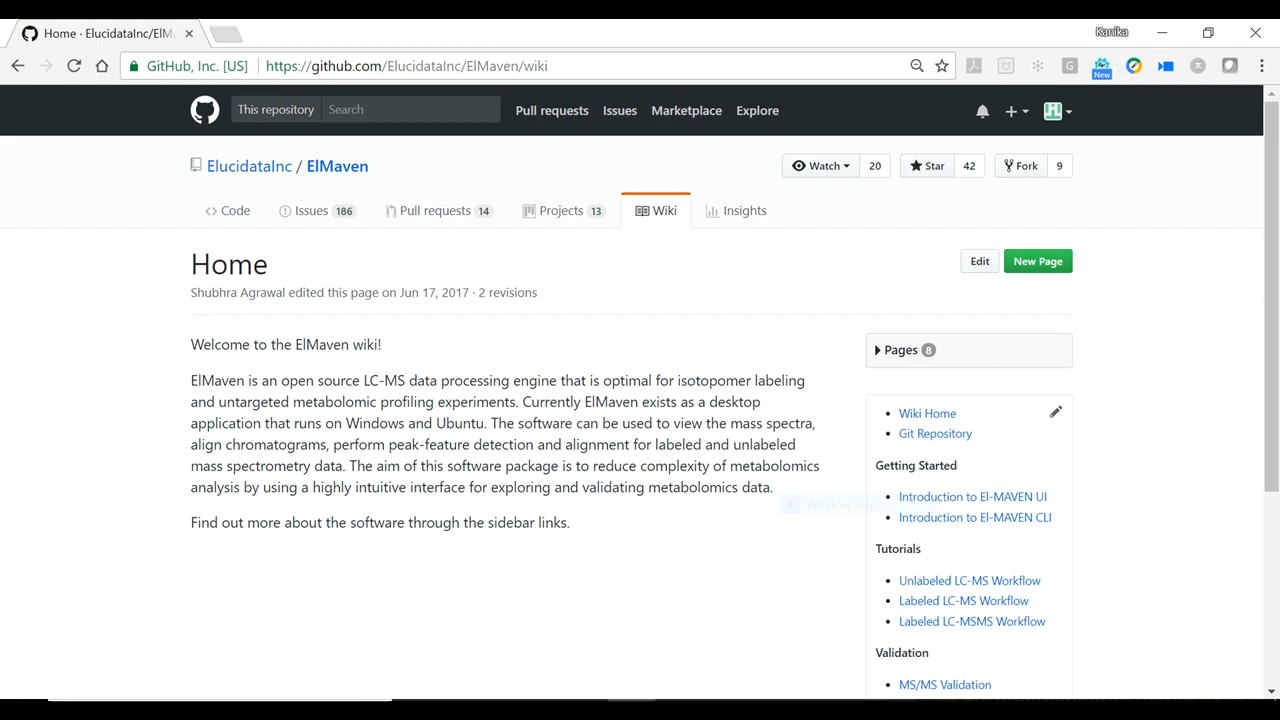 Home · ElucidataInc/ElM
Kanika
GitHub, Inc. [US] https://github.com/ElucidataInc/ElMaven/wiki
New
This repository Search Pull requests Issues Marketplace Explore
ElucidataInc / ElMaven
Watch 20 Star 42 Fork 9
Code Issues 186 Pull requests 14 Projects 13 Wiki Insights
Home
Edit New Page
Shubhra Agrawal edited this page on Jun 17, 2017 · 2 revisions
Welcome to the ElMaven wiki!
ElMaven is an open source LC-MS data processing engine that is optimal for isotopomer labeling
and untargeted metabolomic profiling experiments. Currently ElMaven exists as a desktop
application that runs on Windows and Ubuntu. The software can be used to view the mass spectra,
align chromatograms, perform peak-feature detection and alignment for labeled and unlabeled
mass spectrometry data. The aim of this software package is to reduce complexity of metabolomics
analysis by using a highly intuitive interface for exploring and validating metabolomics data.
Find out more about the software through the sidebar links.
Window Snip
Pages 8
Wiki Home
Git Repository
Getting Started
Introduction to El-MAVEN UI
Introduction to El-MAVEN CLI
Tutorials
Unlabeled LC-MS Workflow
Labeled LC-MS Workflow
Labeled LC-MSMS Workflow
Validation
MS/MS Validation